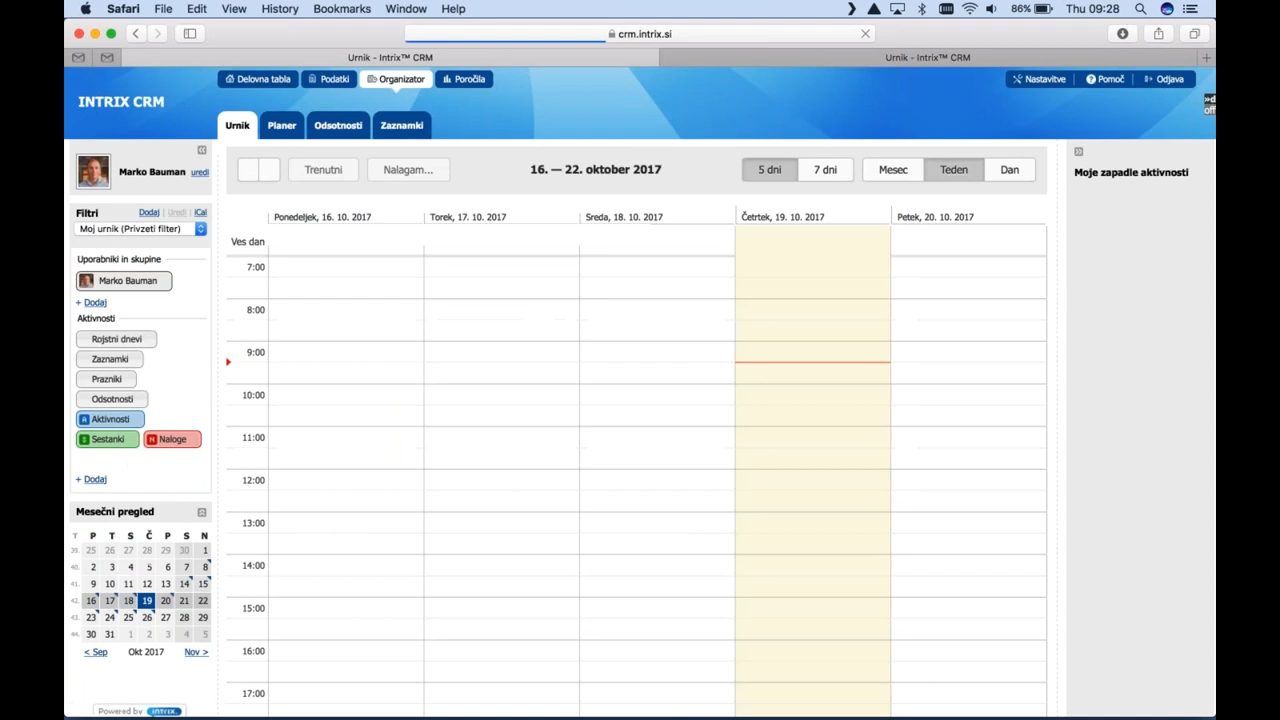 Safari File Edit View History Bookmarks Window Help 86% Thu 09:28
crm.intrix.si
Urnik - Intrix™ CRM Urnik - Intrix™ CRM
Delovna tabla Podatki Organizator Poročila Nastavitve Pomoč Odjava
INTRIX CRM
Urnik Planer Odsotnosti Zaznamki
Marko Bauman uredi
Trenutni Nalagam... 16. — 22. oktober 2017 5 dni 7 dni Mesec Teden Dan
Moje zapadle aktivnosti
Filtri Dodaj | Uredi | iCal
Moj urnik (Privzeti filter)
Ponedeljek, 16. 10. 2017 Torek, 17. 10. 2017 Sreda, 18. 10. 2017 Četrtek, 19. 10. 2017 Petek, 20. 10. 2017
Ves dan
Uporabniki in skupine
Marko Bauman
+ Dodaj
Aktivnosti
Rojstni dnevi
Zaznamki
Prazniki
Odsotnosti
A Aktivnosti
S Sestanki N Naloge
+ Dodaj
7:00
8:00
9:00
10:00
11:00
12:00
13:00
14:00
15:00
16:00
17:00
Mesečni pregled
T P T S Č P S N
39. 25 26 27 28 29 30 1
40. 2 3 4 5 6 7 8
41. 9 10 11 12 13 14 15
42. 16 17 18 19 20 21 22
43. 23 24 25 26 27 28 29
44. 30 31 1 2 3 4 5
< Sep Okt 2017 Nov >
Powered by INTRIX.